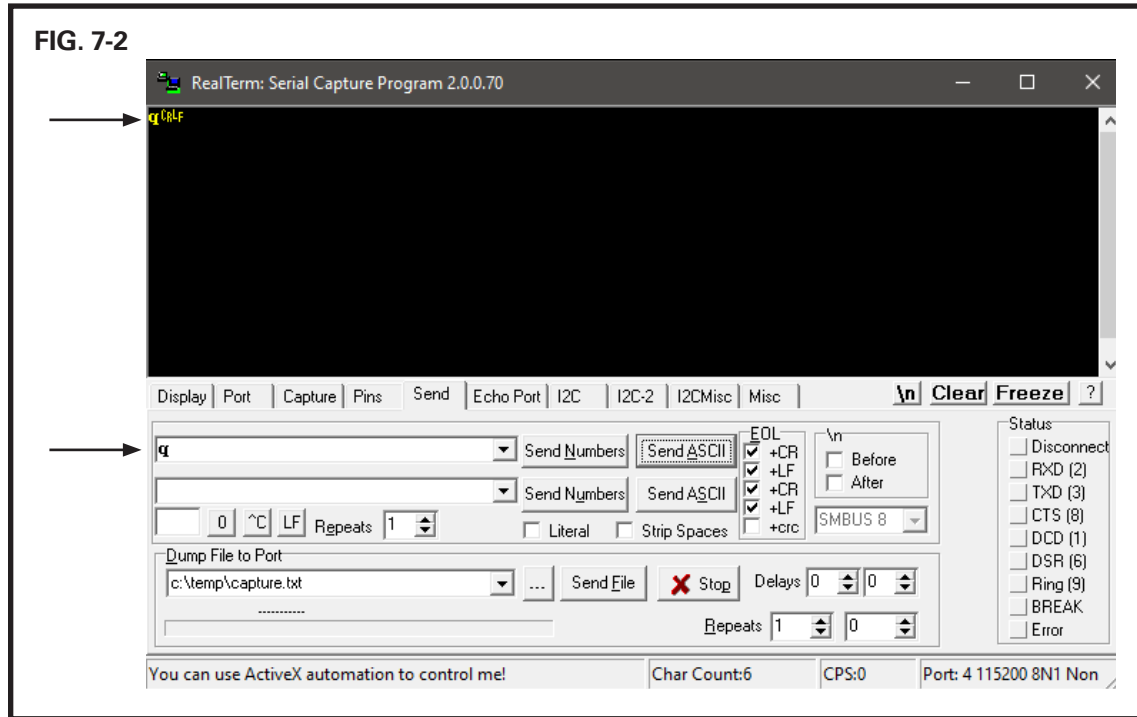 FIG. 7-2
RealTerm: Serial Capture Program 2.0.0.70
qCRLF
Display Port Capture Pins Send Echo Port I2C I2C-2 I2CMisc Misc \n Clear Freeze ?
q Send Numbers Send ASCII
Send Numbers Send ASCII
0 ^C LF Repeats 1 Literal Strip Spaces
EOL
+CR
+LF
+CR
+LF
+crc
\n
Before
After
SMBUS 8
Dump File to Port
c:\temp\capture.txt ... Send File Stop Delays 0 0
-----------
Repeats 1 0
Status
Disconnect
RXD (2)
TXD (3)
CTS (8)
DCD (1)
DSR (6)
Ring (9)
BREAK
Error
You can use ActiveX automation to control me! Char Count:6 CPS:0 Port: 4 115200 8N1 Non